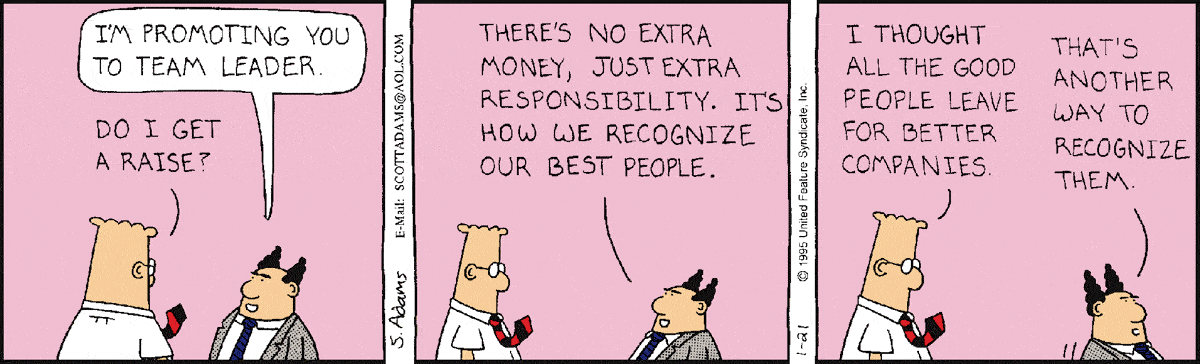 I'M PROMOTING YOU
TO TEAM LEADER.
DO I GET
A RAISE?
S. Adams
E-Mail: SCOTTADAMS@AOL.COM
THERE'S NO EXTRA
MONEY, JUST EXTRA
RESPONSIBILITY. IT'S
HOW WE RECOGNIZE
OUR BEST PEOPLE.
1-21
© 1995 United Feature Syndicate, Inc.
I THOUGHT
ALL THE GOOD
PEOPLE LEAVE
FOR BETTER
COMPANIES.
THAT'S
ANOTHER
WAY TO
RECOGNIZE
THEM.